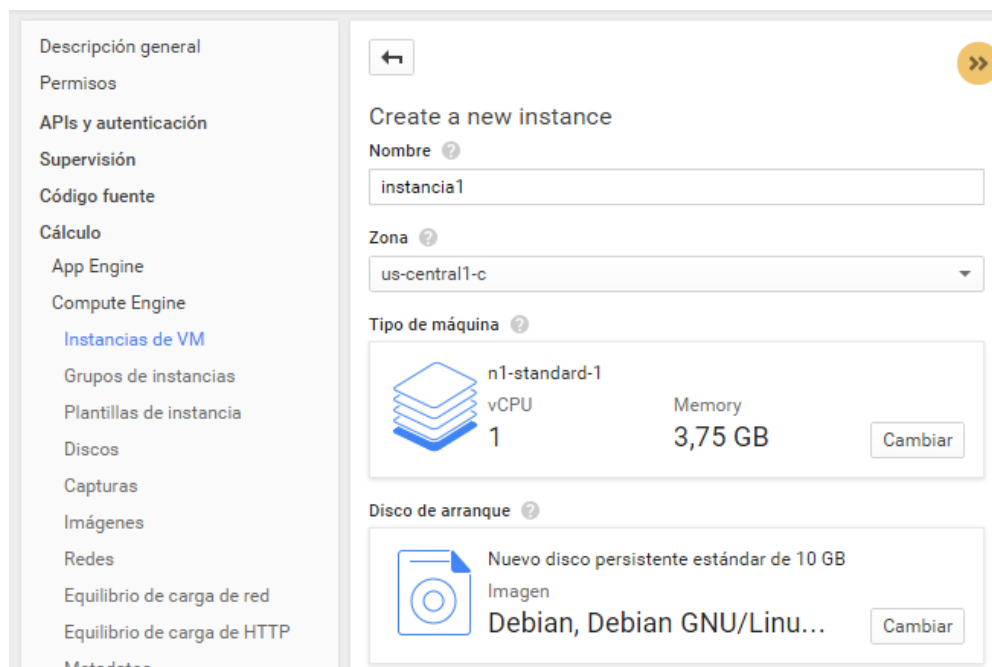 Descripción general
Permisos
APIs y autenticación
Supervisión
Código fuente
Cálculo
App Engine
Compute Engine
Instancias de VM
Grupos de instancias
Plantillas de instancia
Discos
Capturas
Imágenes
Redes
Equilibrio de carga de red
Equilibrio de carga de HTTP
Metadatos
Create a new instance
Nombre
instancia1
Zona
us-central1-c
Tipo de máquina
n1-standard-1
vCPU Memory
1 3,75 GB Cambiar
Disco de arranque
Nuevo disco persistente estándar de 10 GB
Imagen
Debian, Debian GNU/Linu... Cambiar